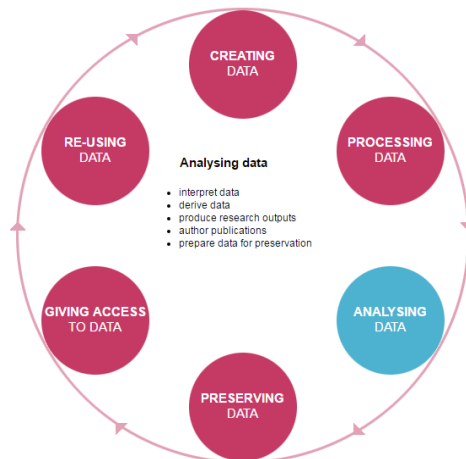 CREATING
DATA
RE-USING
DATA
PROCESSING
DATA
Analysing data
interpret data
derive data
produce research outputs
author publications
prepare data for preservation
GIVING ACCESS
TO DATA
ANALYSING
DATA
PRESERVING
DATA